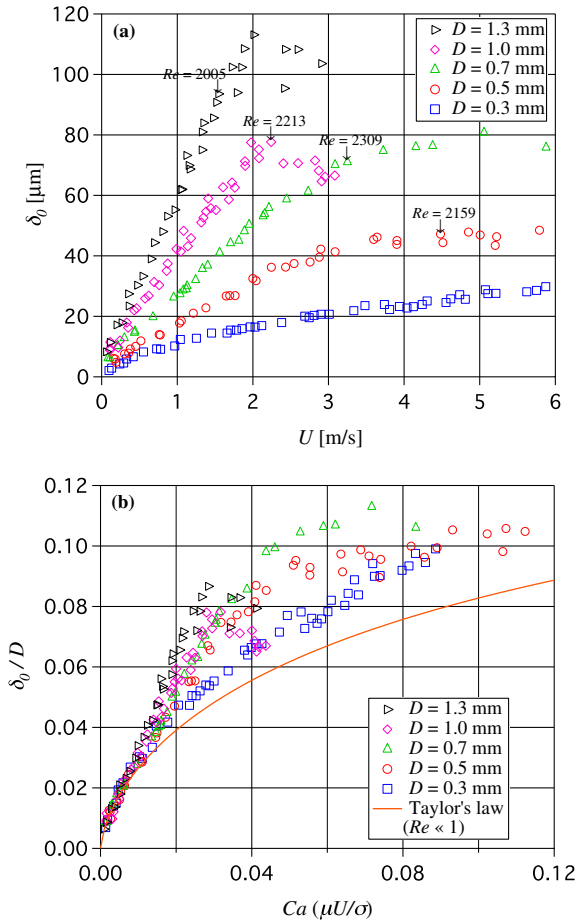 (a)
D = 1.3 mm
D = 1.0 mm
D = 0.7 mm
D = 0.5 mm
D = 0.3 mm
Re = 2005
Re = 2213
Re = 2309
Re = 2159
120
100
80
60
40
20
0
δ0 [μm]
0 1 2 3 4 5 6
U [m/s]
(b)
0.12
0.10
0.08
0.06
0.04
0.02
0.00
δ0 / D
D = 1.3 mm
D = 1.0 mm
D = 0.7 mm
D = 0.5 mm
D = 0.3 mm
Taylor's law
(Re « 1)
0.00 0.04 0.08 0.12
Ca (μU/σ)